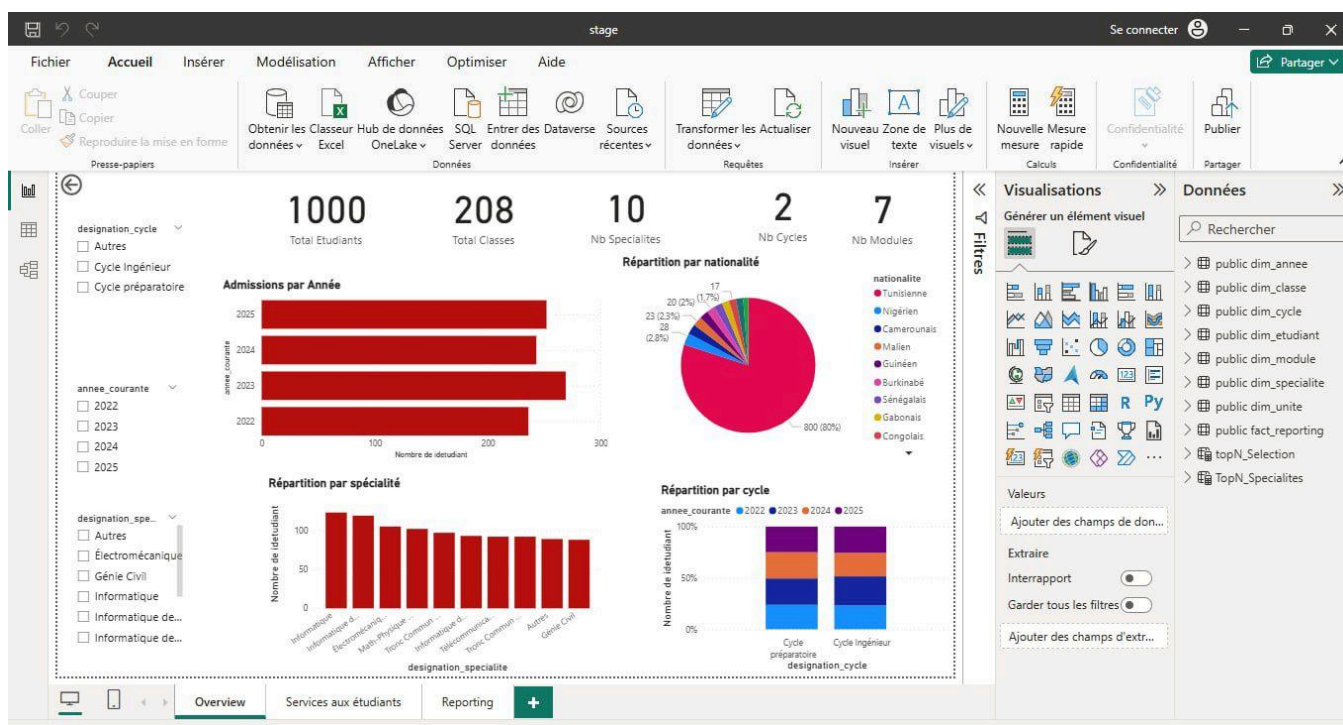 stage
Se connecter
Fichier Accueil Insérer Modélisation Afficher Optimiser Aide
Partager
Coller
Couper
Copier
Reproduire la mise en forme
Presse-papiers
Obtenir les données
Classeur Excel
Hub de données OneLake
SQL Server
Entrer des données
Dataverse
Sources récentes
Données
Transformer les données
Actualiser
Requêtes
Nouveau visuel
Zone de texte
Plus de visuels
Insérer
Nouvelle mesure
Mesure rapide
Calculs
Confidentialité
Confidentialité
Publier
Partager
designation_cycle
Autres
Cycle Ingénieur
Cycle préparatoire
annee_courante
2022
2023
2024
2025
designation_spe...
Autres
Électromécanique
Génie Civil
Informatique
Informatique de...
Informatique de...
1000
Total Etudiants
208
Total Classes
10
Nb Specialites
2
Nb Cycles
7
Nb Modules
Admissions par Année
annee_courante
2025
2024
2023
2022
0 100 200 300
Nombre de idetudiant
Répartition par nationalité
17
(1,7%)
20 (2%)
23 (2,3%)
28
(2,8%)
800 (80%)
nationalite
Tunisienne
Nigérien
Camerounais
Malien
Guinéen
Burkinabé
Sénégalais
Gabonais
Congolais
Répartition par spécialité
Nombre de idetudiant
100
50
0
Informatique
Informatique d...
Électromécaniq...
Math-Physique ...
Tronc Commun ...
Informatique d...
Télécommunica...
Tronc Commun ...
Autres
Génie Civil
designation_specialite
Répartition par cycle
annee_courante 2022 2023 2024 2025
Nombre de idetudiant
100%
50%
0%
Cycle préparatoire
Cycle Ingénieur
designation_cycle
Filtres
Visualisations
Générer un élément visuel
123
R Py
123
Valeurs
Ajouter des champs de don...
Extraire
Interrapport
Garder tous les filtres
Ajouter des champs d'extr...
Données
Rechercher
public dim_annee
public dim_classe
public dim_cycle
public dim_etudiant
public dim_module
public dim_specialite
public dim_unite
public fact_reporting
topN_Selection
TopN_Specialites
Overview Services aux étudiants Reporting